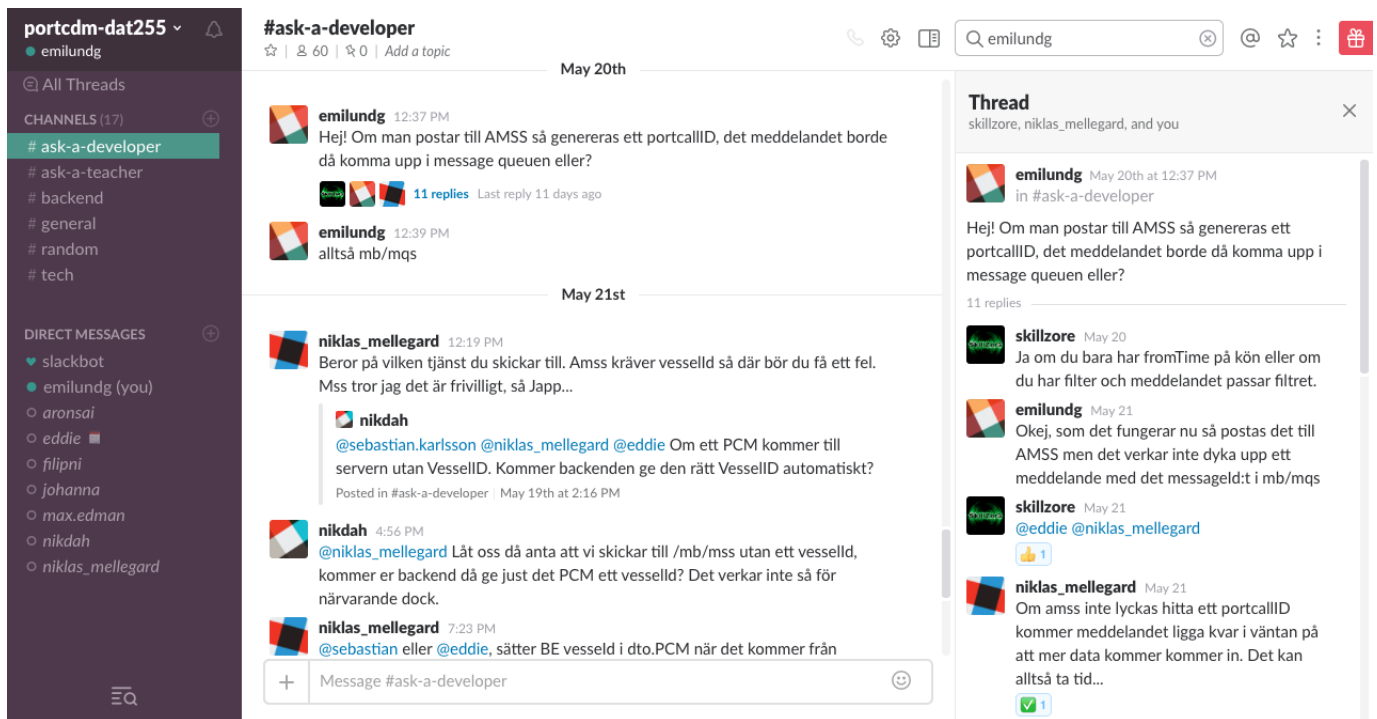 portcdm-dat255
emilundg
All Threads
CHANNELS (17)
# ask-a-developer
# ask-a-teacher
# backend
# general
# random
# tech
DIRECT MESSAGES
slackbot
emilundg (you)
aronsai
eddie
filipni
johanna
max.edman
nikdah
niklas_mellegard
#ask-a-developer
60 | 0 | Add a topic
emilundg
May 20th
emilundg 12:37 PM
Hej! Om man postar till AMSS så genereras ett portcallID, det meddelandet borde
då komma upp i message queuen eller?
11 replies Last reply 11 days ago
emilundg 12:39 PM
alltså mb/mqs
May 21st
niklas_mellegard 12:19 PM
Beror på vilken tjänst du skickar till. Amss kräver vesselId så där bör du få ett fel.
Mss tror jag det är frivilligt, så Japp...
nikdah
@sebastian.karlsson @niklas_mellegard @eddie Om ett PCM kommer till
servern utan VesselID. Kommer backenden ge den rätt VesselID automatiskt?
Posted in #ask-a-developer | May 19th at 2:16 PM
nikdah 4:56 PM
@niklas_mellegard Låt oss då anta att vi skickar till /mb/mss utan ett vesselId,
kommer er backend då ge just det PCM ett vesselId? Det verkar inte så för
närvarande dock.
niklas_mellegard 7:23 PM
@sebastian eller @eddie, sätter BE vesseld i dto.PCM när det kommer från
Message #ask-a-developer
Thread
skillzore, niklas_mellegard, and you
emilundg May 20th at 12:37 PM
in #ask-a-developer
Hej! Om man postar till AMSS så genereras ett
portcallID, det meddelandet borde då komma upp i
message queuen eller?
11 replies
skillzore May 20
Ja om du bara har fromTime på kön eller om
du har filter och meddelandet passar filtret.
emilundg May 21
Okej, som det fungerar nu så postas det till
AMSS men det verkar inte dyka upp ett
meddelande med det messageId:t i mb/mqs
skillzore May 21
@eddie @niklas_mellegard
1
niklas_mellegard May 21
Om amss inte lyckas hitta ett portcallID
kommer meddelandet ligga kvar i väntan på
att mer data kommer kommer in. Det kan
alltså ta tid...
1